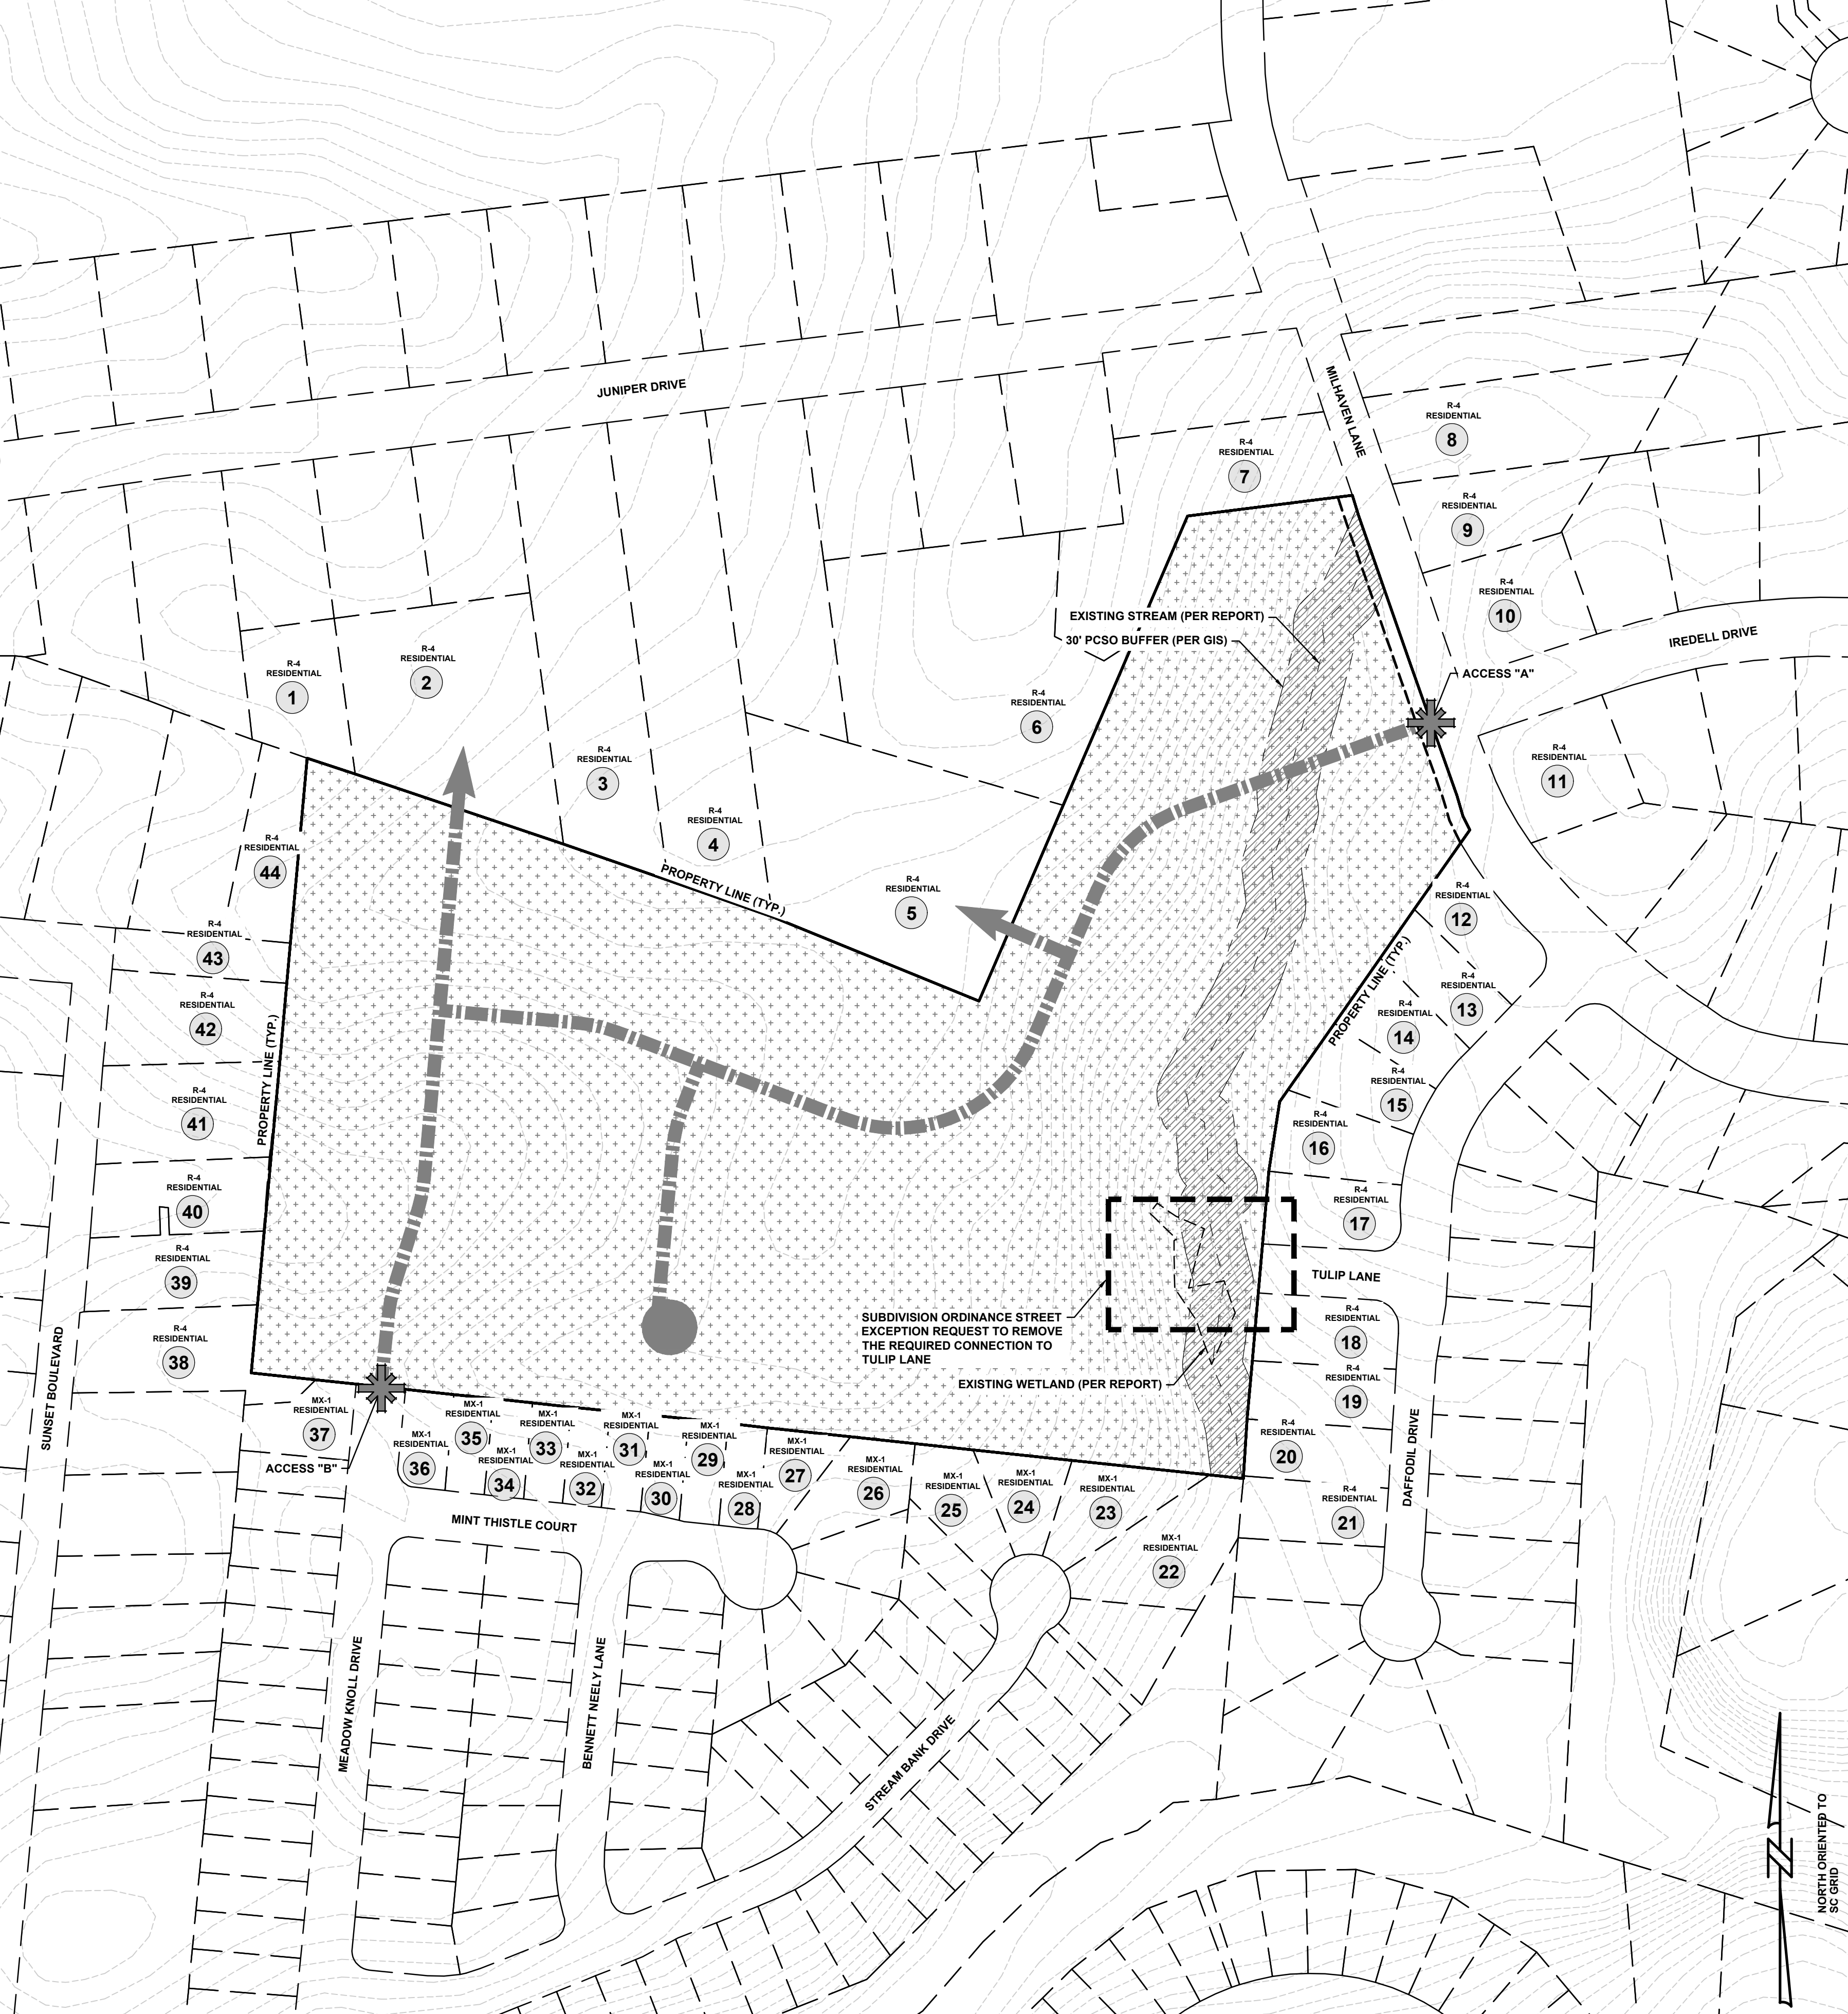 JUNIPER DRIVE
MILHAVEN LANE
R-4
RESIDENTIAL
8
R-4
RESIDENTIAL
7
R-4
RESIDENTIAL
9
R-4
RESIDENTIAL
10
IREDELL DRIVE
EXISTING STREAM (PER REPORT)
30' PCSO BUFFER (PER GIS)
ACCESS "A"
R-4
RESIDENTIAL
1
R-4
RESIDENTIAL
2
R-4
RESIDENTIAL
6
R-4
RESIDENTIAL
3
R-4
RESIDENTIAL
11
R-4
RESIDENTIAL
4
PROPERTY LINE (TYP.)
R-4
RESIDENTIAL
44
R-4
RESIDENTIAL
5
R-4
RESIDENTIAL
12
R-4
RESIDENTIAL
43
PROPERTY LINE (TYP.)
R-4
RESIDENTIAL
13
R-4
RESIDENTIAL
42
R-4
RESIDENTIAL
14
PROPERTY LINE (TYP.)
R-4
RESIDENTIAL
41
R-4
RESIDENTIAL
15
R-4
RESIDENTIAL
16
R-4
RESIDENTIAL
40
R-4
RESIDENTIAL
17
R-4
RESIDENTIAL
39
TULIP LANE
SUBDIVISION ORDINANCE STREET
EXCEPTION REQUEST TO REMOVE
THE REQUIRED CONNECTION TO
TULIP LANE
R-4
RESIDENTIAL
18
R-4
RESIDENTIAL
38
EXISTING WETLAND (PER REPORT)
R-4
RESIDENTIAL
19
SUNSET BOULEVARD
MX-1
RESIDENTIAL
37
ACCESS "B"
MX-1
RESIDENTIAL
36
MX-1
RESIDENTIAL
35
MX-1
RESIDENTIAL
34
MX-1
RESIDENTIAL
33
MX-1
RESIDENTIAL
32
MX-1
RESIDENTIAL
31
MX-1
RESIDENTIAL
30
MX-1
RESIDENTIAL
29
MX-1
RESIDENTIAL
28
MX-1
RESIDENTIAL
27
MX-1
RESIDENTIAL
26
MX-1
RESIDENTIAL
25
MX-1
RESIDENTIAL
24
MX-1
RESIDENTIAL
23
R-4
RESIDENTIAL
20
DAFFODIL DRIVE
R-4
RESIDENTIAL
21
MX-1
RESIDENTIAL
22
MINT THISTLE COURT
MEADOW KNOLL DRIVE
BENNETT NEELY LANE
STREAM BANK DRIVE
N
NORTH ORIENTED TO
SC GRID